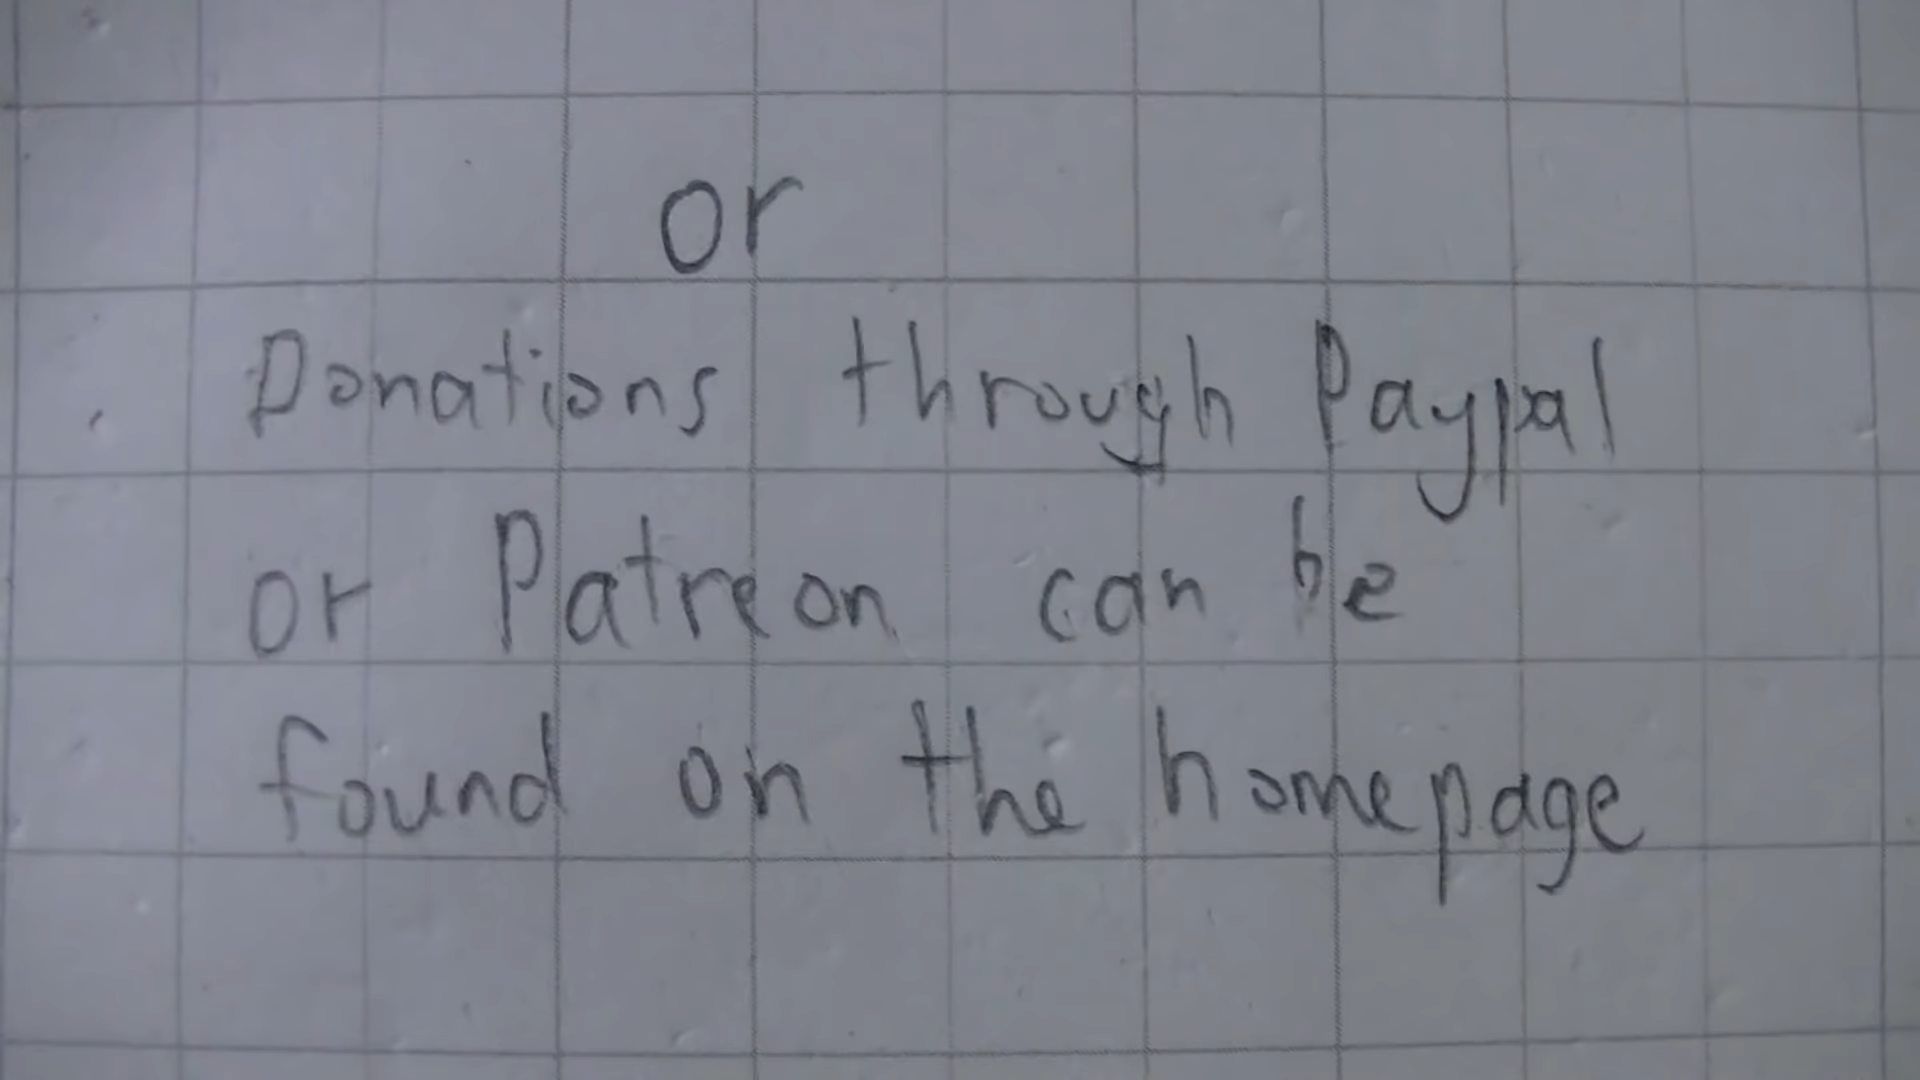 or
Donations through Paypal
or Patreon can be
found on the homepage